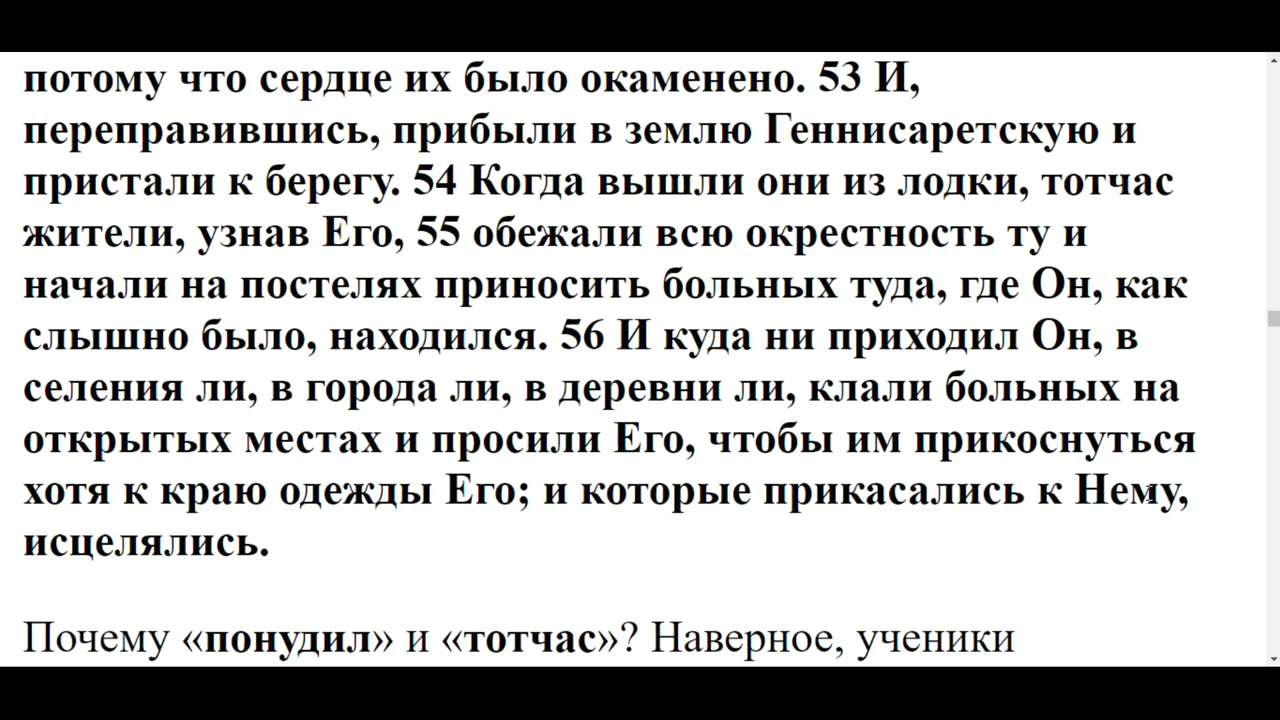 потому что сердце их было окаменено. 53 И,
переправившись, прибыли в землю Геннисаретскую и
пристали к берегу. 54 Когда вышли они из лодки, тотчас
жители, узнав Его, 55 обежали всю окрестность ту и
начали на постелях приносить больных туда, где Он, как
слышно было, находился. 56 И куда ни приходил Он, в
селения ли, в города ли, в деревни ли, клали больных на
открытых местах и просили Его, чтобы им прикоснуться
хотя к краю одежды Его; и которые прикасались к Нему,
исцелялись.
Почему «понудил» и «тотчас»? Наверное, ученики